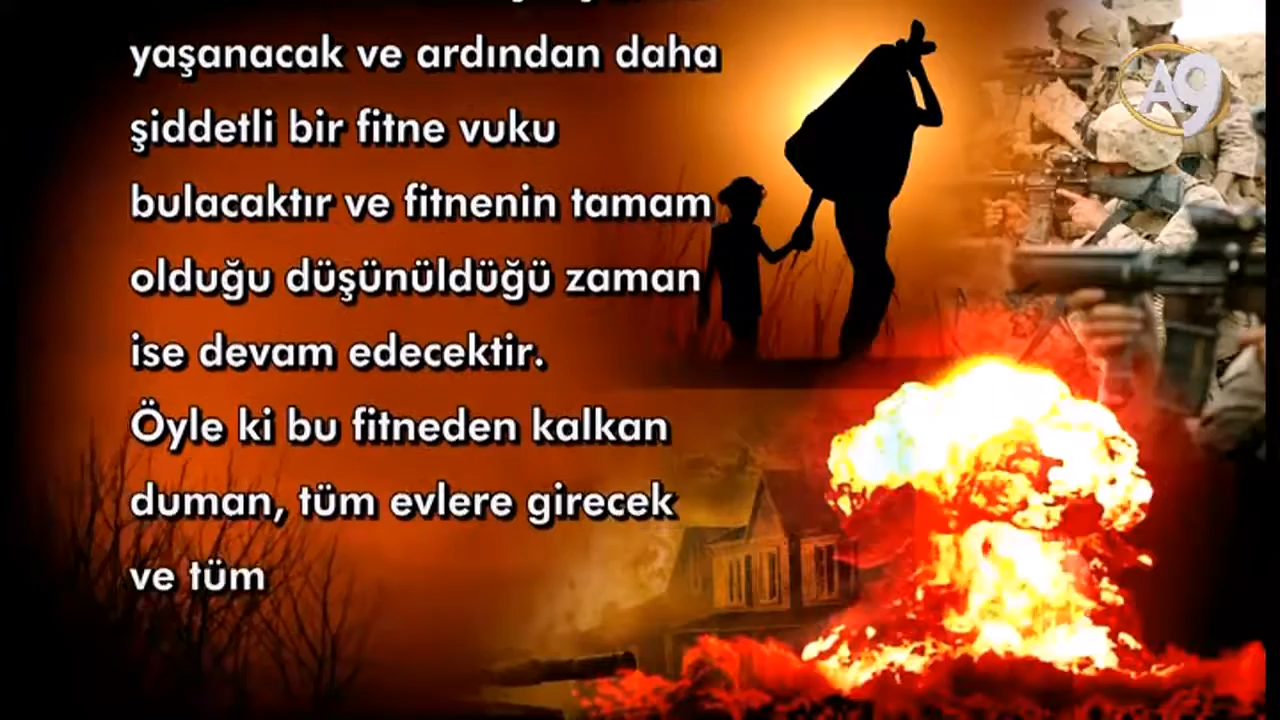 yaşanacak ve ardından daha
şiddetli bir fitne vuku
bulacaktır ve fitnenin tamam
olduğu düşünüldüğü zaman
ise devam edecektir.
Öyle ki bu fitneden kalkan
duman, tüm evlere girecek
ve tüm
A9